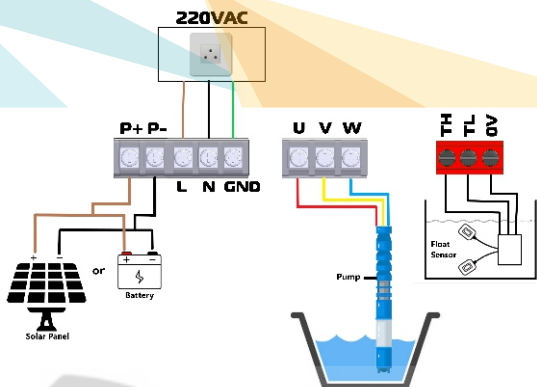 220VAC
P+ P-
L N GND
U V W
TH TL 0V
+ -
or
+ -
Battery
Solar Panel
Pump
Float
Sensor